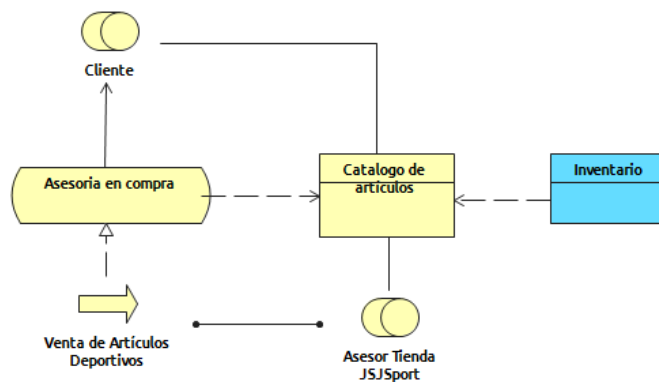 Cliente
Asesoria en compra
Catalogo de
artículos
Inventario
Venta de Artículos
Deportivos
Asesor Tienda
JSJSport